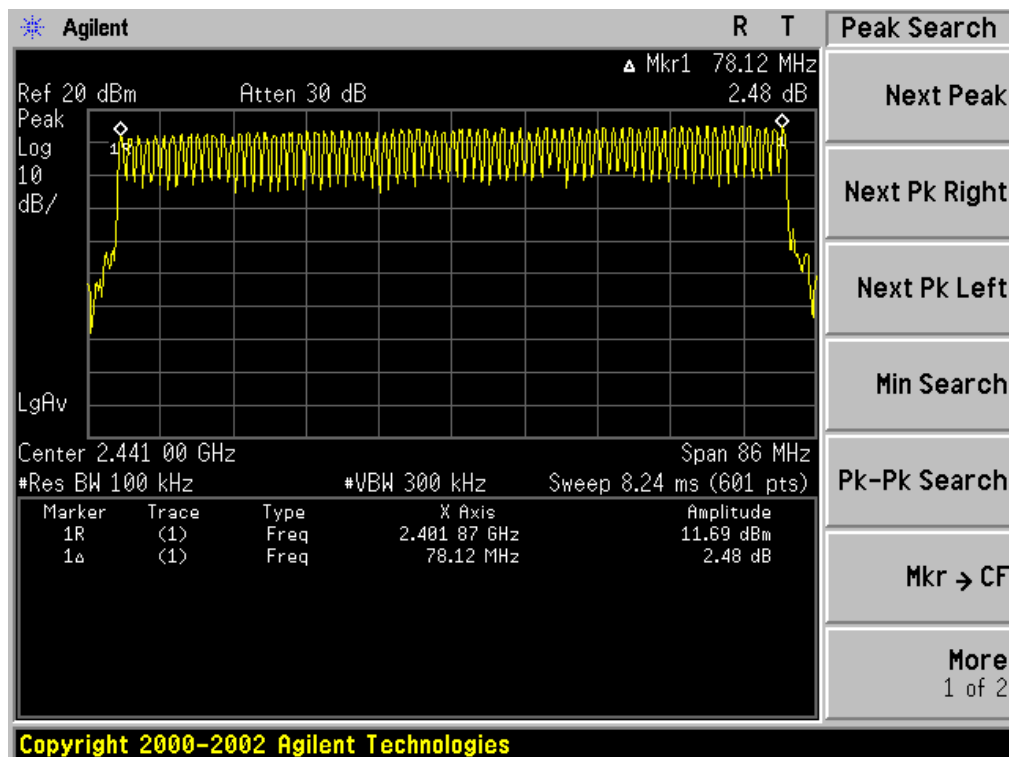 Agilent
R T
Peak Search
Δ Mkr1 78.12 MHz
Ref 20 dBm Atten 30 dB 2.48 dB
Peak
Log
10
dB/
1R
1
LgAv
Center 2.441 00 GHz Span 86 MHz
#Res BW 100 kHz #VBW 300 kHz Sweep 8.24 ms (601 pts)
Marker Trace Type X Axis Amplitude
1R (1) Freq 2.401 87 GHz 11.69 dBm
1Δ (1) Freq 78.12 MHz 2.48 dB
Next Peak
Next Pk Right
Next Pk Left
Min Search
Pk-Pk Search
Mkr → CF
More
1 of 2
Copyright 2000-2002 Agilent Technologies